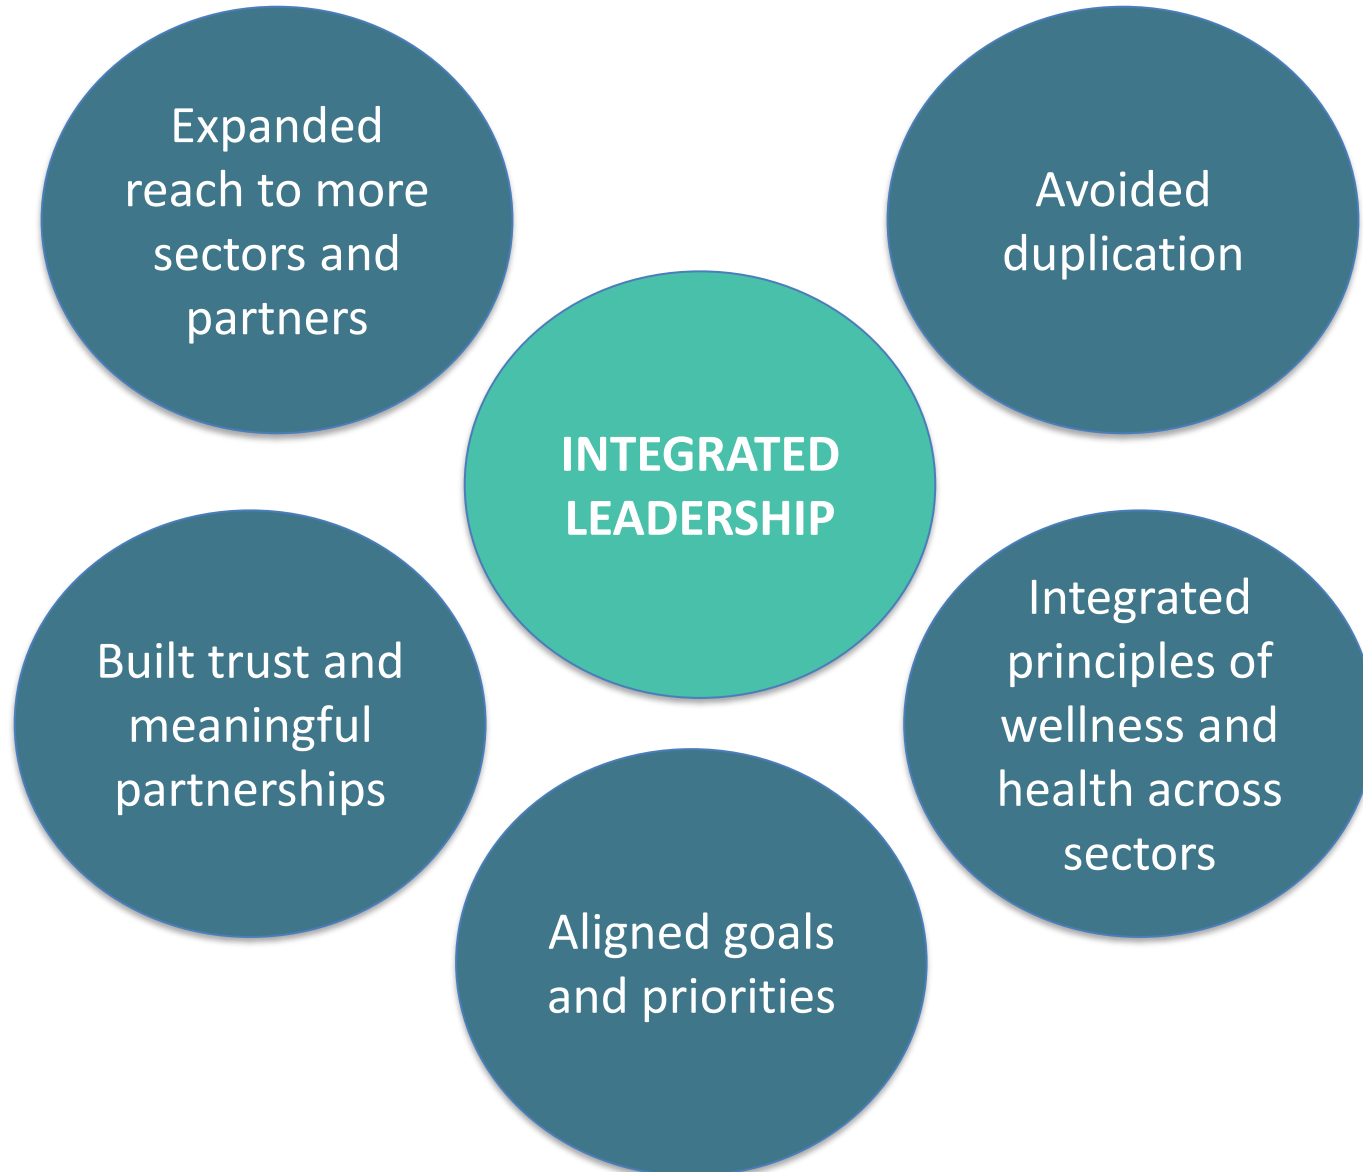 Expanded
reach to more
sectors and
partners
Avoided
duplication
INTEGRATED
LEADERSHIP
Built trust and
meaningful
partnerships
Integrated
principles of
wellness and
health across
sectors
Aligned goals
and priorities